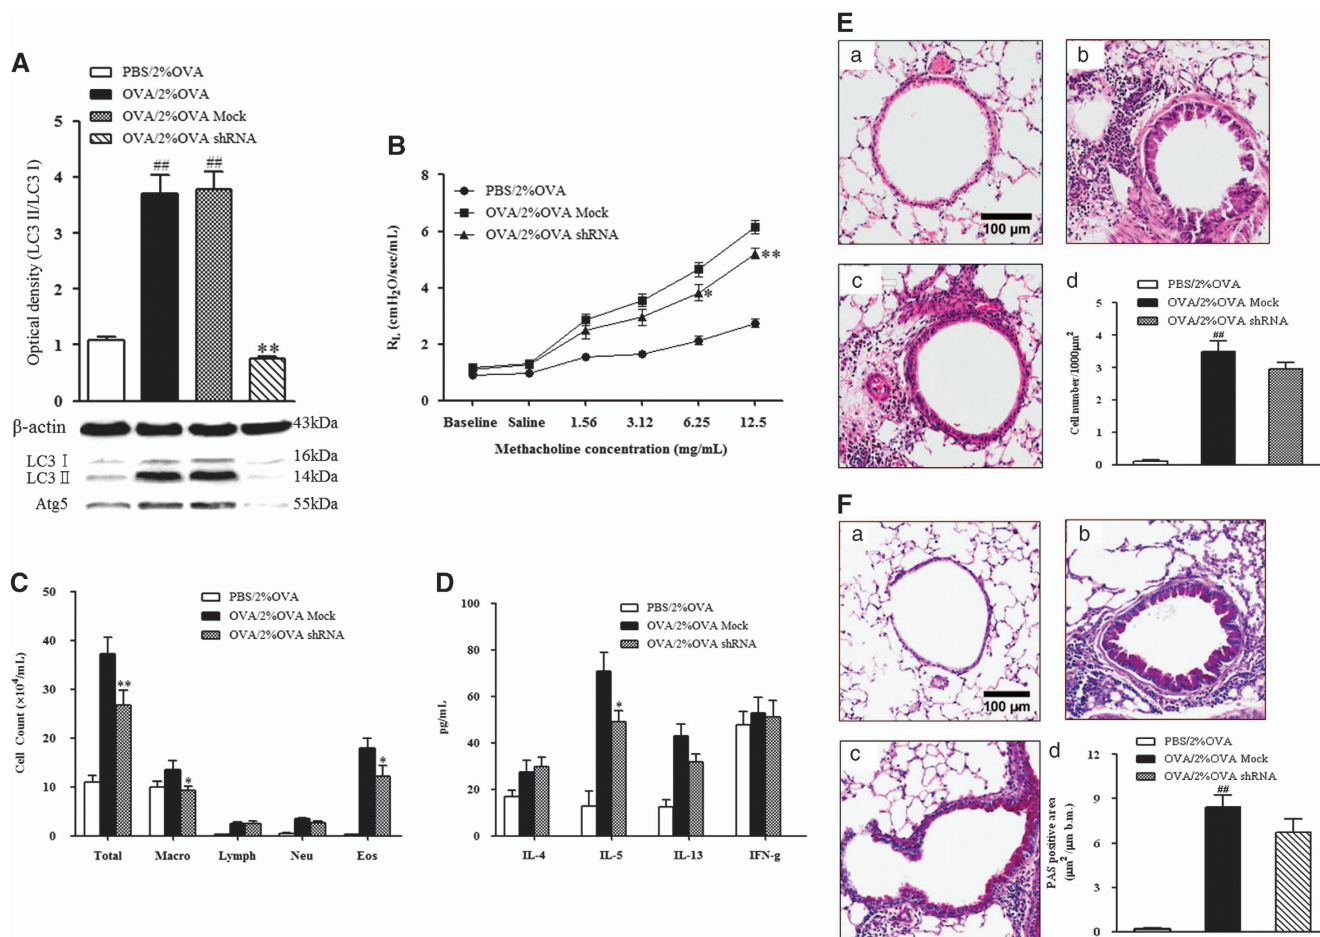 A
PBS/2%OVA
OVA/2%OVA
OVA/2%OVA Mock
OVA/2%OVA shRNA
Optical density (LC3 II/LC3 I)
5
4
3
2
1
0
##
##
**
β-actin
43kDa
LC3 I
16kDa
LC3 II
14kDa
Atg5
55kDa
B
PBS/2%OVA
OVA/2%OVA Mock
OVA/2%OVA shRNA
R_L (cmH₂O/sec/mL)
8
6
4
2
0
**
*
Baseline Saline 1.56 3.12 6.25 12.5
Methacholine concentration (mg/mL)
C
PBS/2%OVA
OVA/2%OVA Mock
OVA/2%OVA shRNA
Cell Count (×10⁴/mL)
50
40
30
20
10
0
**
*
*
Total Macro Lymph Neu Eos
D
PBS/2%OVA
OVA/2%OVA Mock
OVA/2%OVA shRNA
pg/mL
100
80
60
40
20
0
*
IL-4 IL-5 IL-13 IFN-g
E
a
100 µm
b
c
d
PBS/2%OVA
OVA/2%OVA Mock
OVA/2%OVA shRNA
Cell number/1000µm²
5
4
3
2
1
0
##
F
a
100 µm
b
c
d
PBS/2%OVA
OVA/2%OVA Mock
OVA/2%OVA shRNA
PAS positive area
(µm²/µm b.m.)
12
9
6
3
0
##